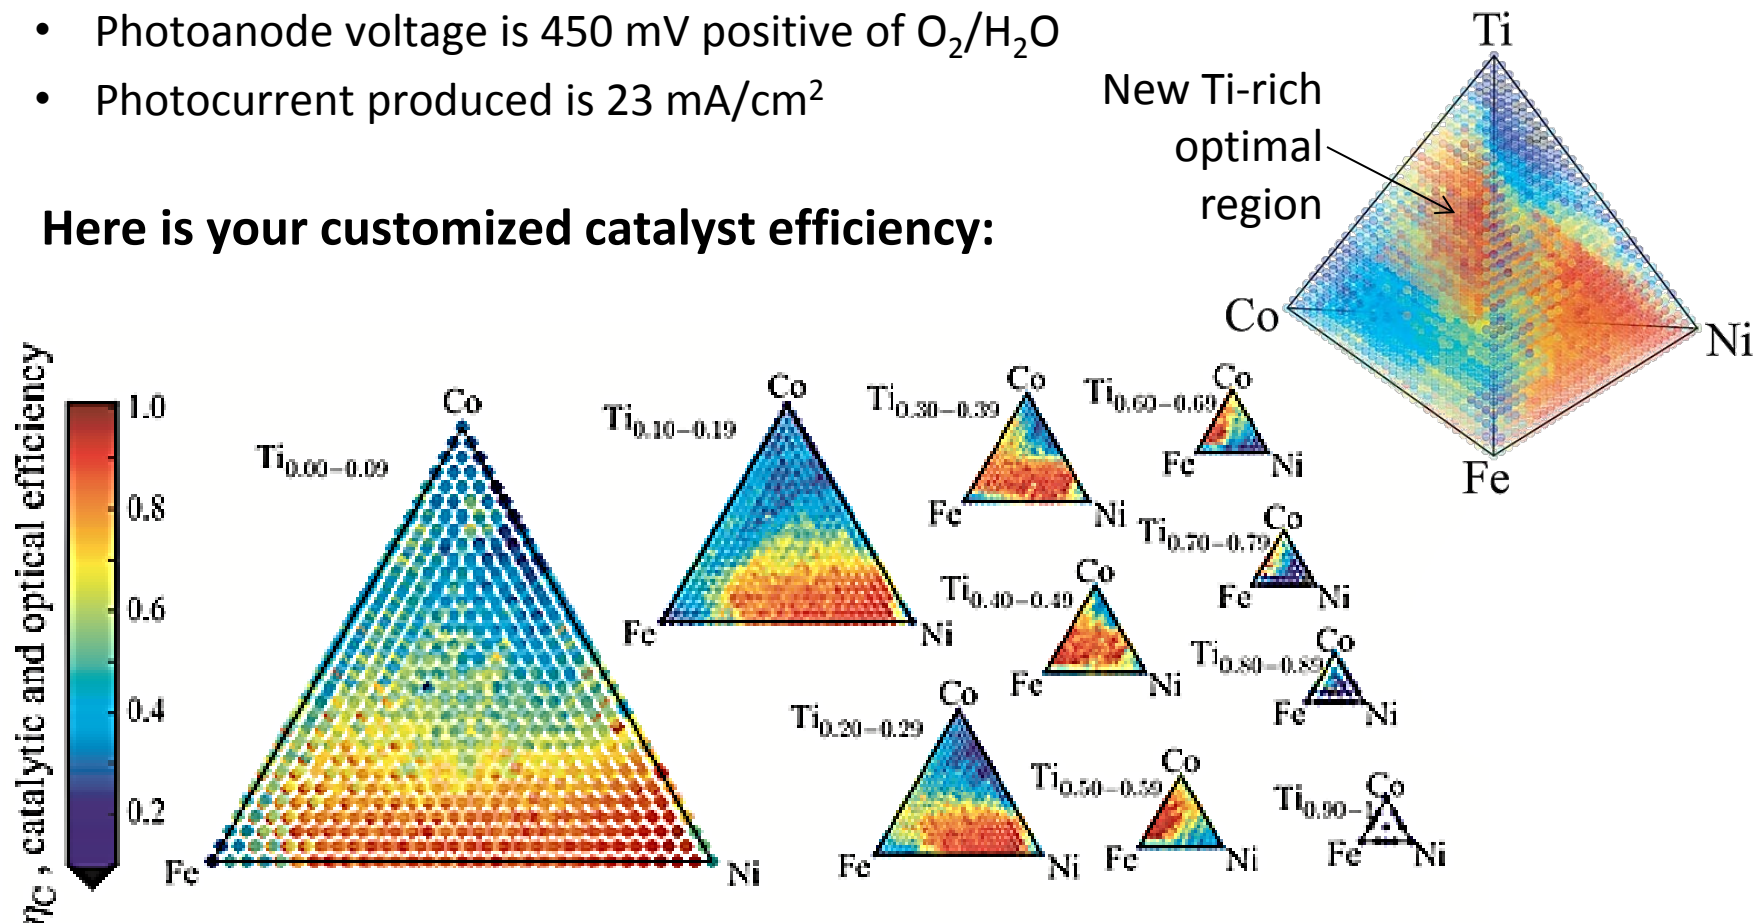 • Photoanode voltage is 450 mV positive of O₂/H₂O
• Photocurrent produced is 23 mA/cm²
Here is your customized catalyst efficiency:
New Ti-rich
optimal
region
Ti
Co
Ni
Fe
ηC , catalytic and optical efficiency
1.0
0.8
0.6
0.4
0.2
Ti0.00−0.09
Co
Fe
Ni
Ti0.10−0.19
Co
Fe
Ni
Ti0.20−0.29
Co
Fe
Ni
Ti0.30−0.39
Co
Fe
Ni
Ti0.40−0.49
Co
Fe
Ni
Ti0.50−0.59
Co
Fe
Ni
Ti0.60−0.69
Co
Fe
Ni
Ti0.70−0.79
Co
Fe
Ni
Ti0.80−0.89
Co
Fe
Ni
Ti0.90−1
Co
Fe
Ni